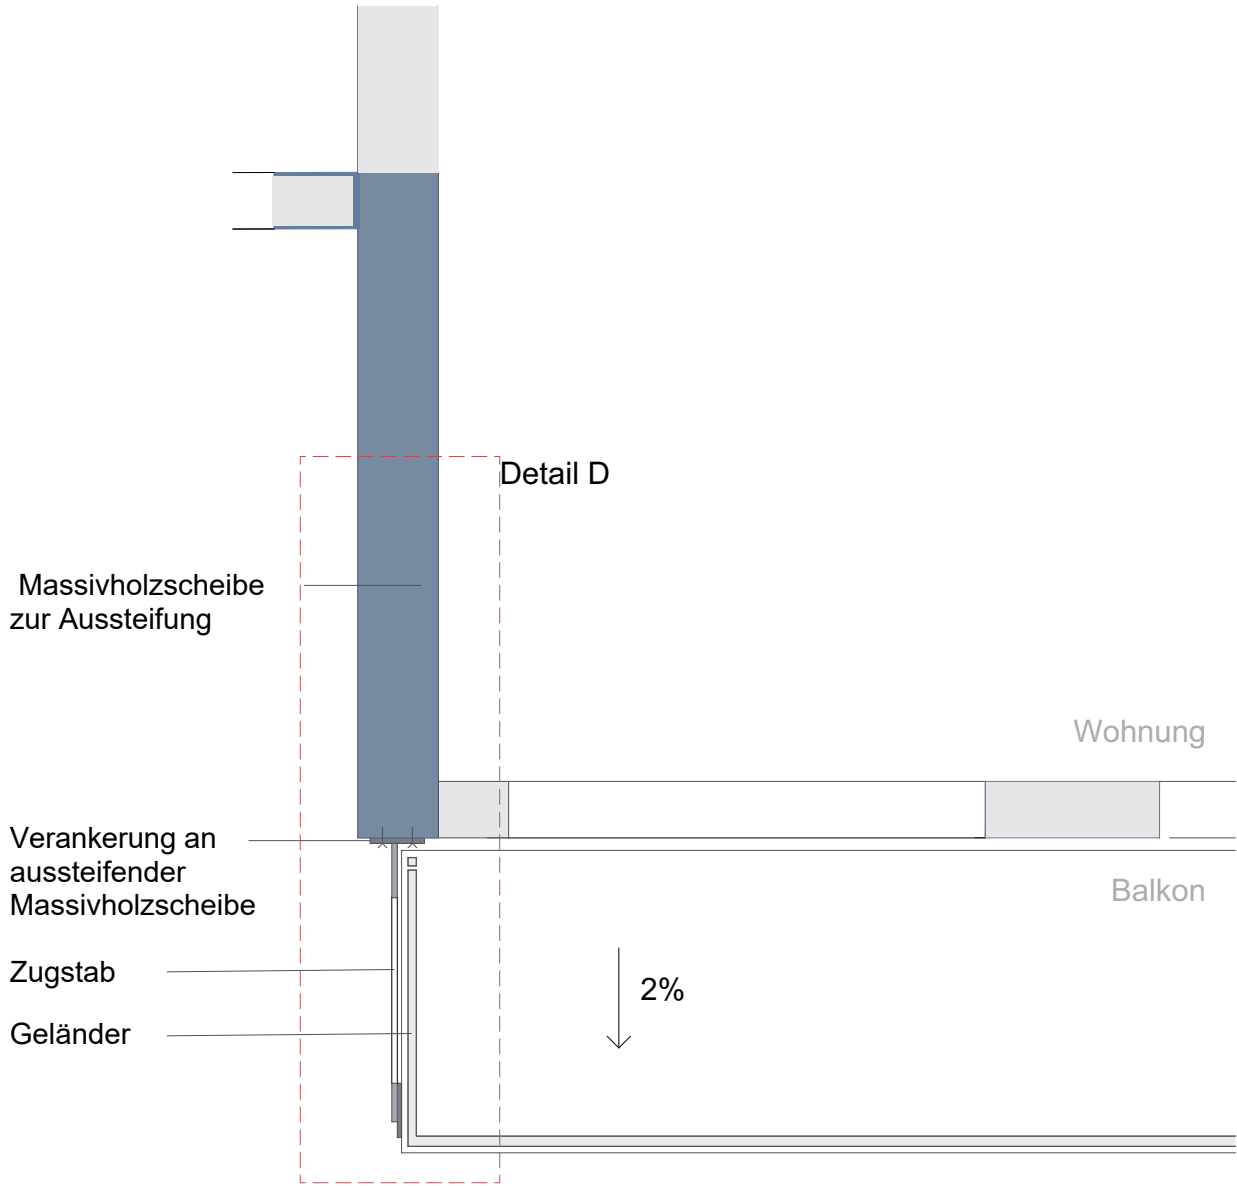 Detail D
Massivholzscheibe
zur Aussteifung
Wohnung
Verankerung an
aussteifender
Massivholzscheibe
Balkon
Zugstab
2%
Geländer